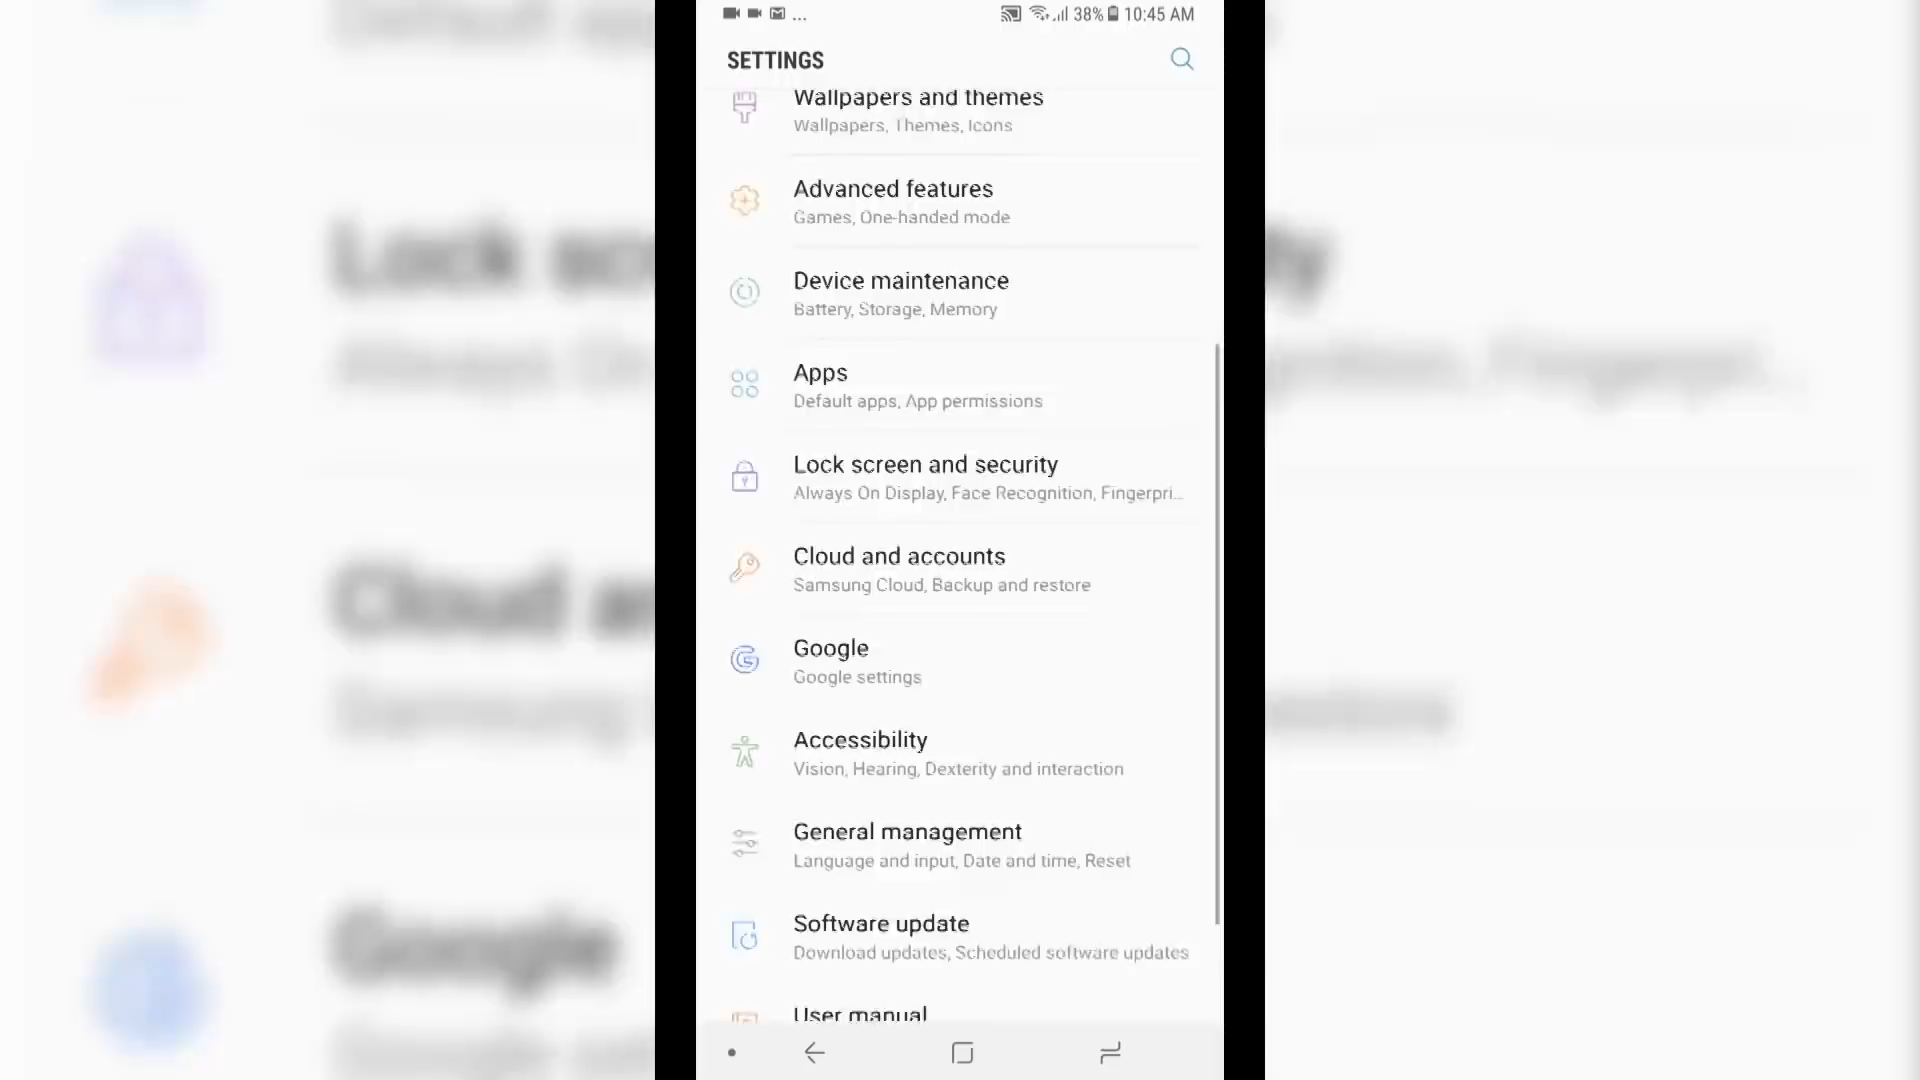 ... 38% 10:45 AM
SETTINGS
Wallpapers and themes
Wallpapers, Themes, Icons
Advanced features
Games, One-handed mode
Device maintenance
Battery, Storage, Memory
Apps
Default apps, App permissions
Lock screen and security
Always On Display, Face Recognition, Fingerpri...
Cloud and accounts
Samsung Cloud, Backup and restore
Google
Google settings
Accessibility
Vision, Hearing, Dexterity and interaction
General management
Language and input, Date and time, Reset
Software update
Download updates, Scheduled software updates
User manual